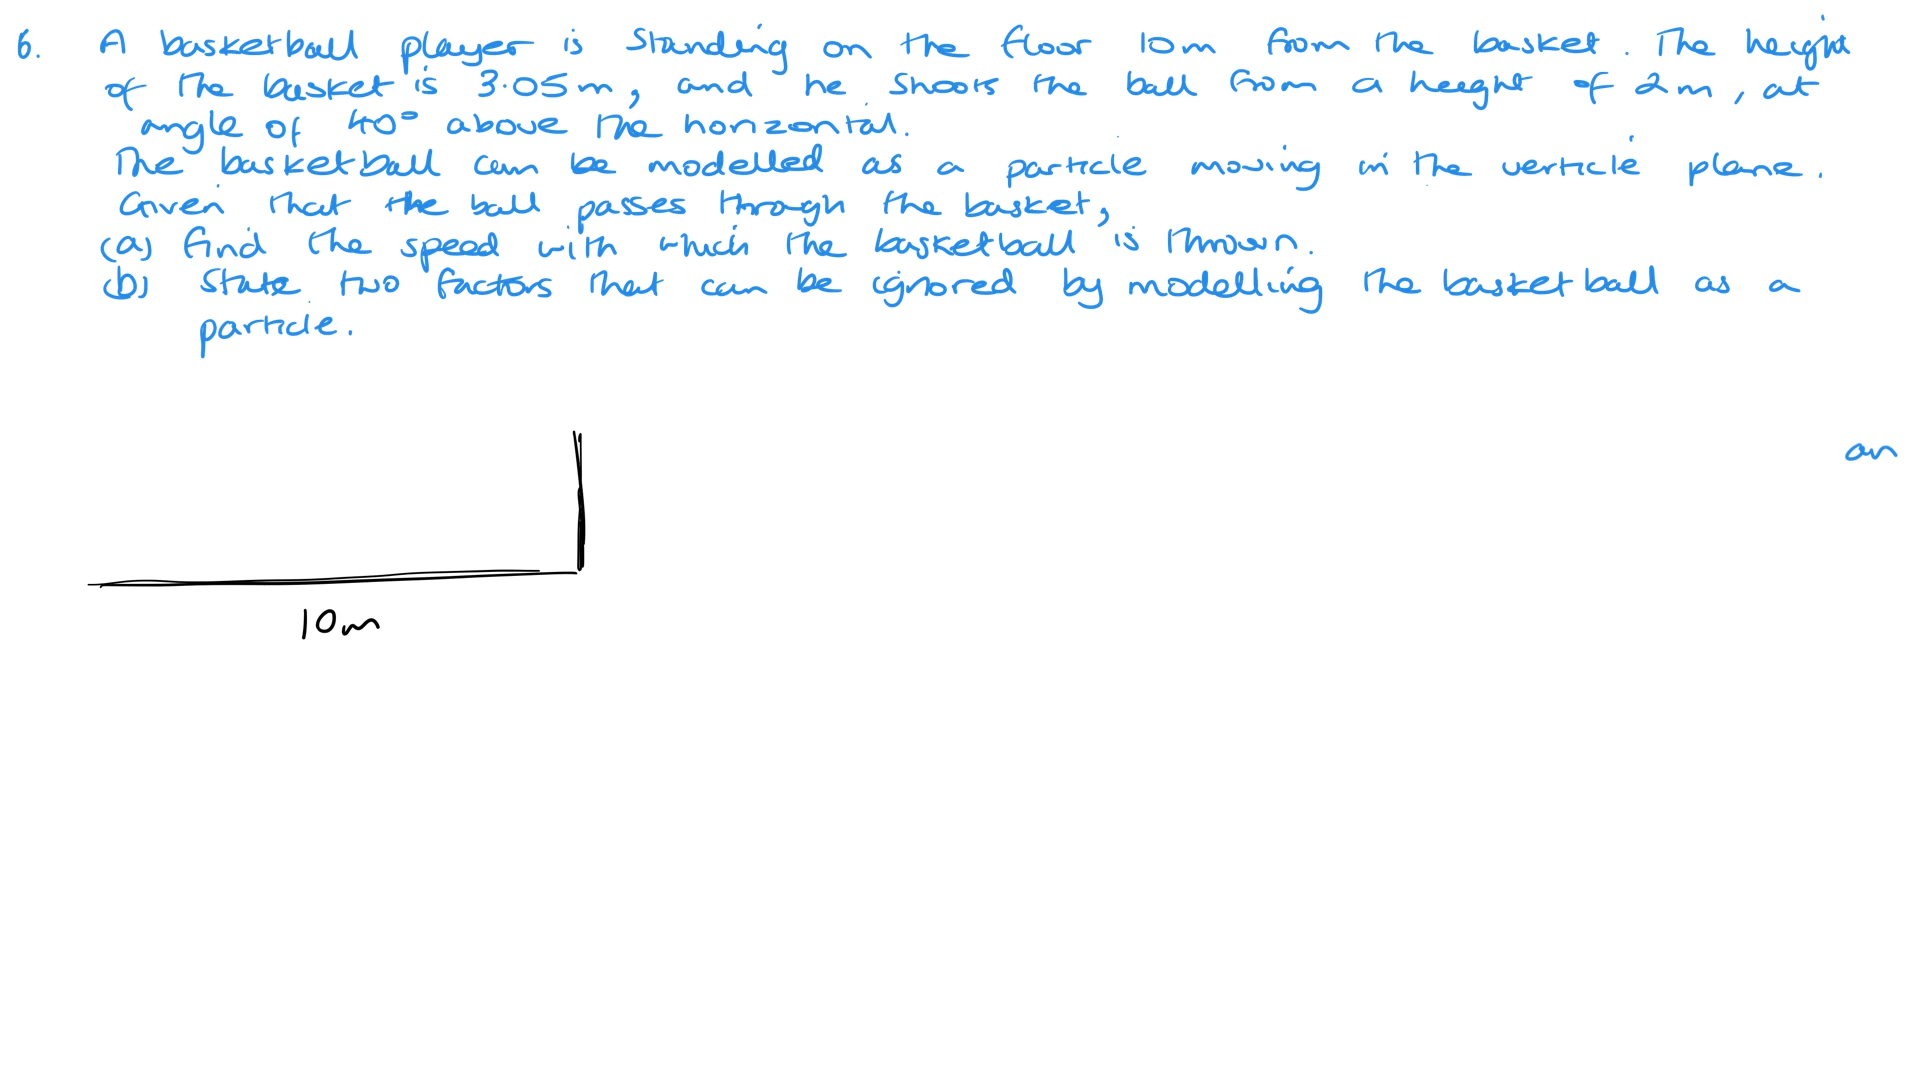 6. A basketball player is standing on the floor 10m from the basket. The height
of the basket is 3.05m, and he shoots the ball from a height of 2m, at
angle of 40° above the horizontal.
The basketball can be modelled as a particle moving in the verticle plane.
Given that the ball passes through the basket,
(a) find the speed with which the basketball is thrown.
(b) State two factors that can be ignored by modelling the basketball as a
particle.
an
10m